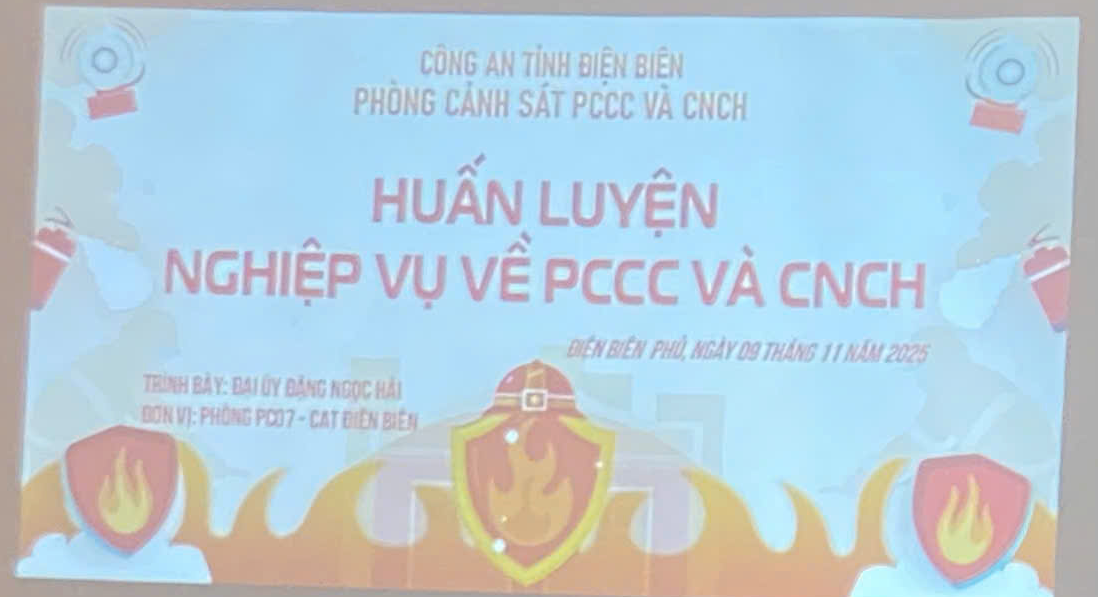 CÔNG AN TỈNH ĐIỆN BIÊN
PHÒNG CẢNH SÁT PCCC VÀ CNCH
HUẤN LUYỆN
NGHIỆP VỤ VỀ PCCC VÀ CNCH
ĐIỆN BIÊN PHỦ, NGÀY 09 THÁNG 11 NĂM 2025
TRÌNH BÀY: ĐẠI ÚY ĐẶNG NGỌC HẢI
ĐƠN VỊ: PHÒNG PC07 - CAT ĐIỆN BIÊN